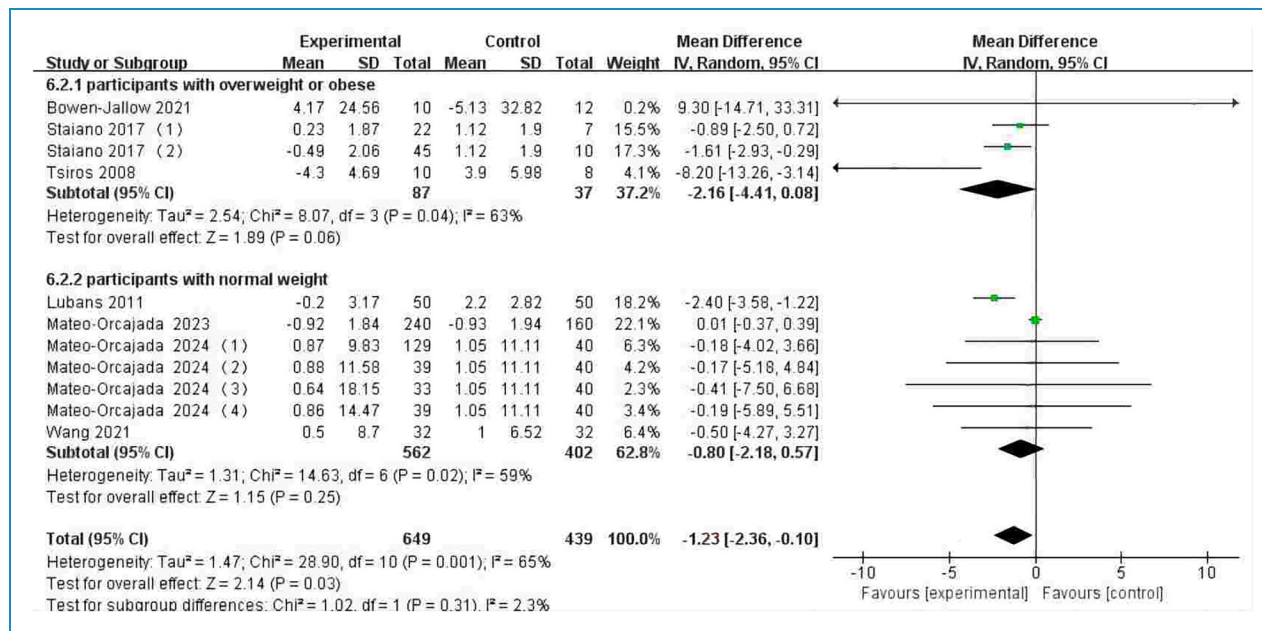 Experimental Control Mean Difference Mean Difference
Study or Subgroup Mean SD Total Mean SD Total Weight IV, Random, 95% CI IV, Random, 95% CI
6.2.1 participants with overweight or obese
Bowen-Jallow 2021 4.17 24.56 10 -5.13 32.82 12 0.2% 9.30 [-14.71, 33.31]
Staiano 2017 (1) 0.23 1.87 22 1.12 1.9 7 15.5% -0.89 [-2.50, 0.72]
Staiano 2017 (2) -0.49 2.06 45 1.12 1.9 10 17.3% -1.61 [-2.93, -0.29]
Tsiros 2008 -4.3 4.69 10 3.9 5.98 8 4.1% -8.20 [-13.26, -3.14]
Subtotal (95% CI) 87 37 37.2% -2.16 [-4.41, 0.08]
Heterogeneity: Tau² = 2.54; Chi² = 8.07, df = 3 (P = 0.04); I² = 63%
Test for overall effect: Z = 1.89 (P = 0.06)
6.2.2 participants with normal weight
Lubans 2011 -0.2 3.17 50 2.2 2.82 50 18.2% -2.40 [-3.58, -1.22]
Mateo-Orcajada 2023 -0.92 1.84 240 -0.93 1.94 160 22.1% 0.01 [-0.37, 0.39]
Mateo-Orcajada 2024 (1) 0.87 9.83 129 1.05 11.11 40 6.3% -0.18 [-4.02, 3.66]
Mateo-Orcajada 2024 (2) 0.88 11.58 39 1.05 11.11 40 4.2% -0.17 [-5.18, 4.84]
Mateo-Orcajada 2024 (3) 0.64 18.15 33 1.05 11.11 40 2.3% -0.41 [-7.50, 6.68]
Mateo-Orcajada 2024 (4) 0.86 14.47 39 1.05 11.11 40 3.4% -0.19 [-5.89, 5.51]
Wang 2021 0.5 8.7 32 1 6.52 32 6.4% -0.50 [-4.27, 3.27]
Subtotal (95% CI) 562 402 62.8% -0.80 [-2.18, 0.57]
Heterogeneity: Tau² = 1.31; Chi² = 14.63, df = 6 (P = 0.02); I² = 59%
Test for overall effect: Z = 1.15 (P = 0.25)
Total (95% CI) 649 439 100.0% -1.23 [-2.36, -0.10]
Heterogeneity: Tau² = 1.47; Chi² = 28.90, df = 10 (P = 0.001); I² = 65%
Test for overall effect: Z = 2.14 (P = 0.03)
Test for subgroup differences: Chi² = 1.02, df = 1 (P = 0.31), I² = 2.3%
-10 -5 0 5 10
Favours [experimental] Favours [control]